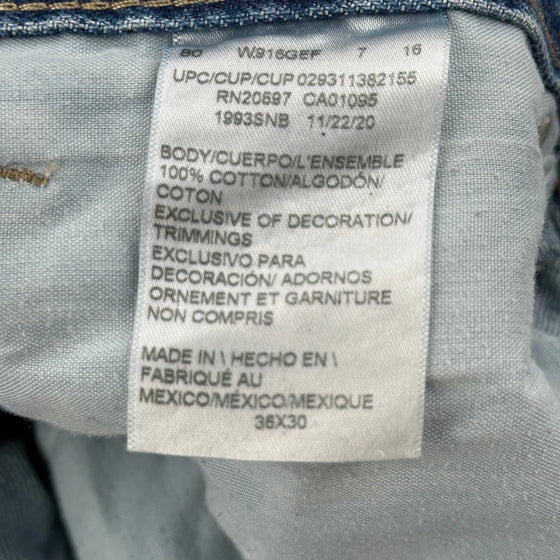 80 W916GEF 7 16
UPC/CUP/CUP 029311382155
RN20697 CA01095
1993SNB 11/22/20
BODY/CUERPO/L'ENSEMBLE
100% COTTON/ALGODÓN/
COTON
EXCLUSIVE OF DECORATION/
TRIMMINGS
EXCLUSIVO PARA
DECORACIÓN/ ADORNOS
ORNEMENT ET GARNITURE
NON COMPRIS
MADE IN \ HECHO EN \
FABRIQUÉ AU
MEXICO/MÉXICO/MEXIQUE
36X30